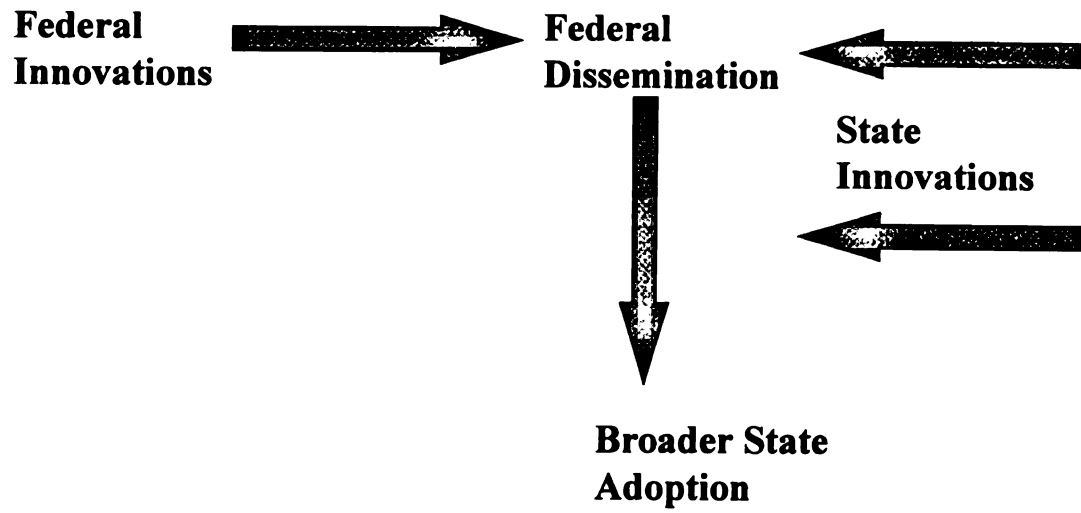 Federal
Innovations
Federal
Dissemination
State
Innovations
Broader State
Adoption